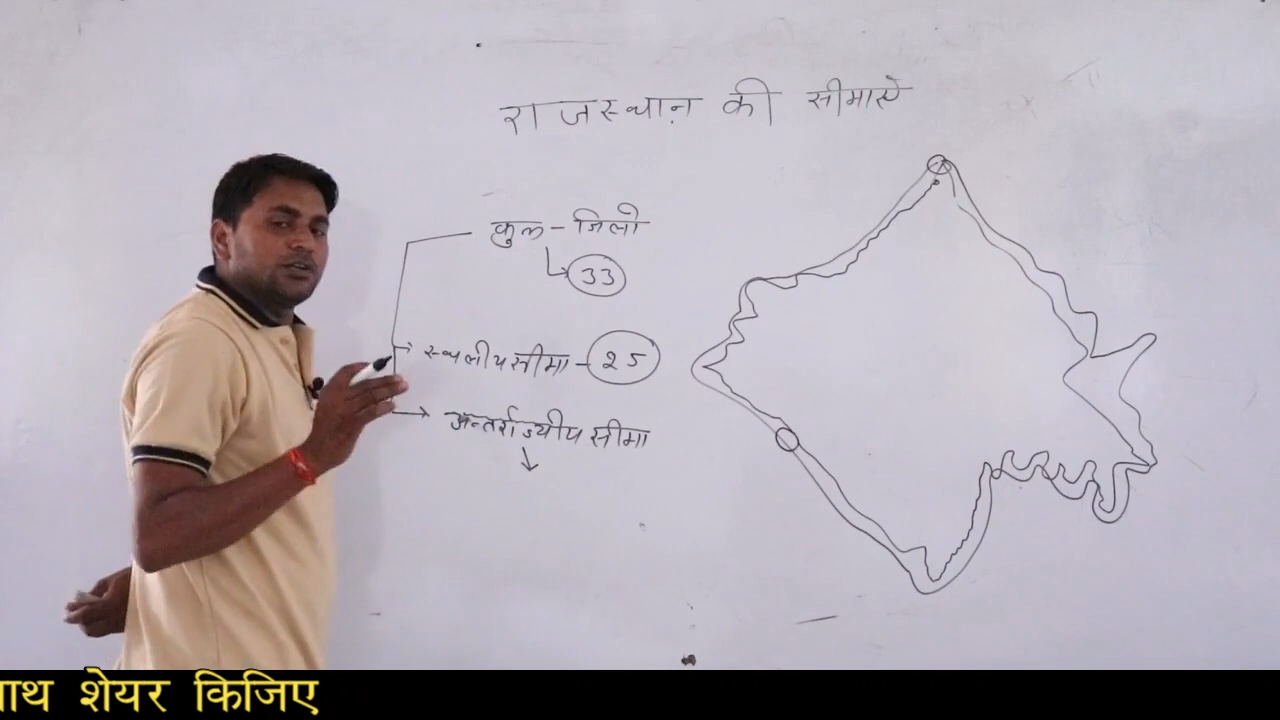 राजस्थान की सीमाए
कुल - जिलो
33
स्थलीय सीमा - 25
अन्तर्राज्यीय सीमा
शेयर किजिए